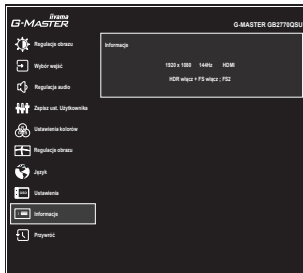 iiyama
G-MASTER
G-MASTER GB2770QSU
Regulacja obrazu
Wybór wejść
Regulacja audio
Zapisz ust. Użytkownika
Ustawienia kolorów
Regulacje obrazu
Język
Ustawienia
Informacje
Przywróć
Informacje
1920 x 1080 144Hz HDMI
HDR włącz + FS włącz ; FS2